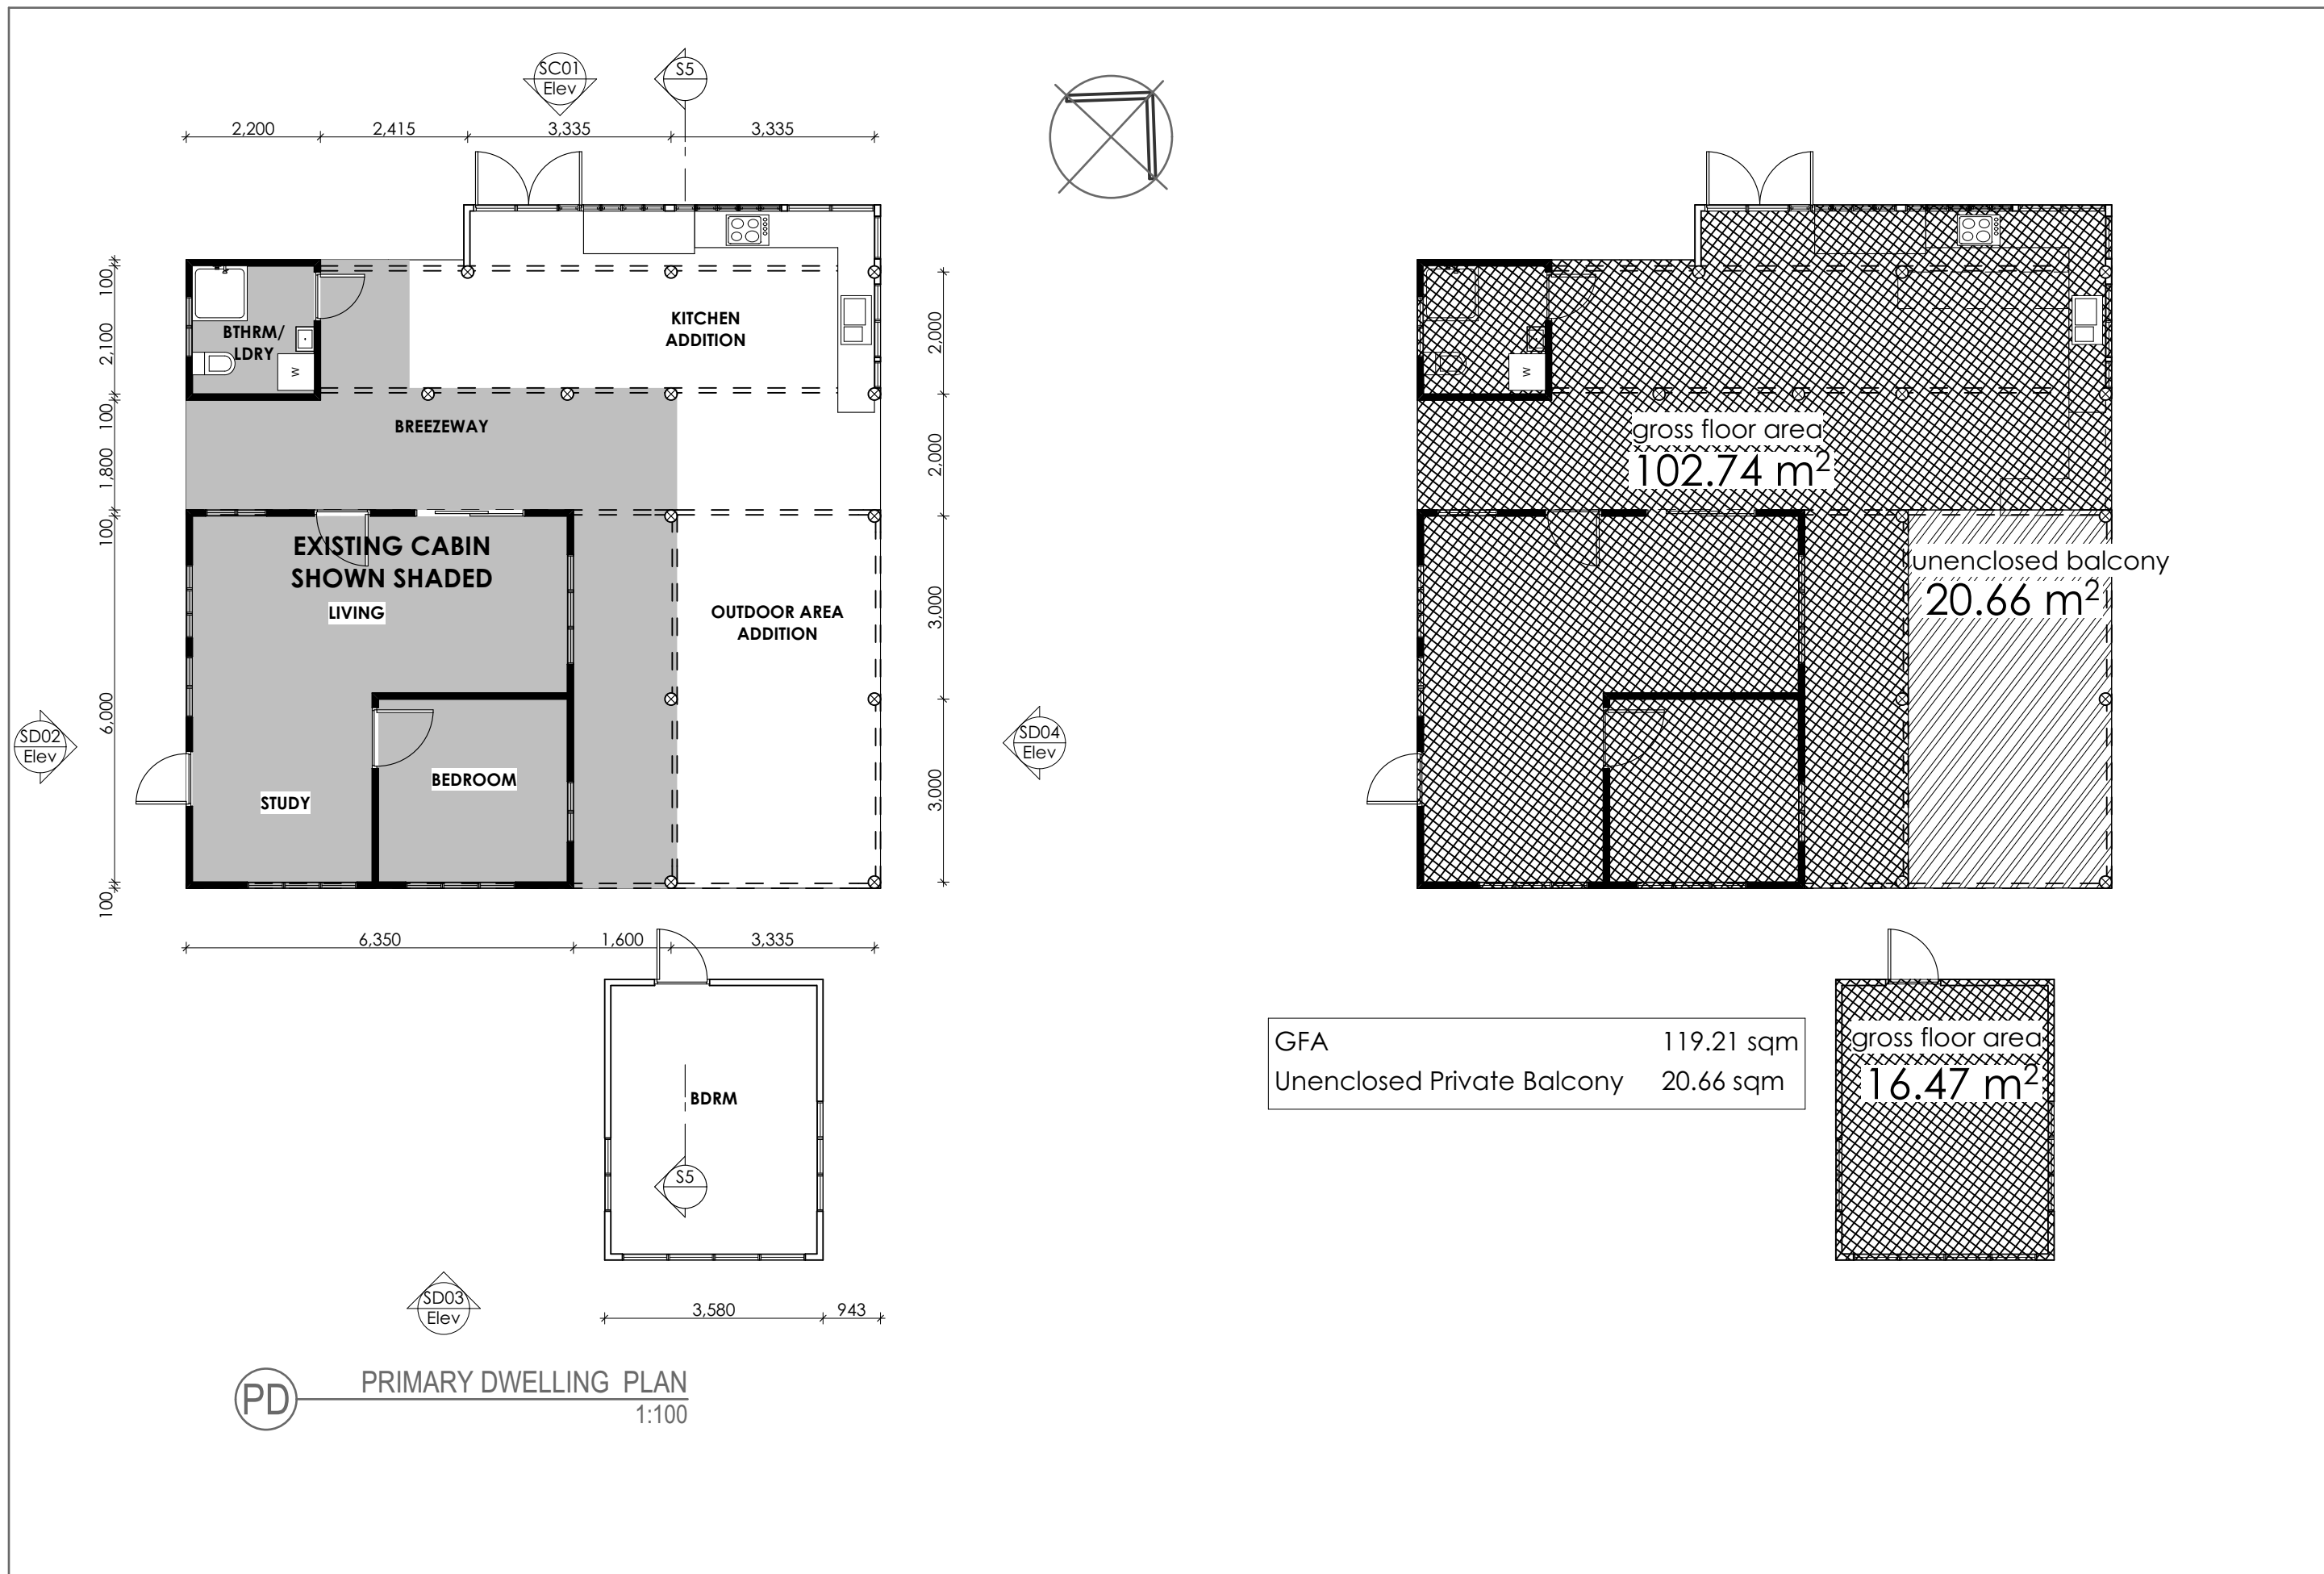 SC01
Elev
S5
2,200
2,415
3,335
3,335
100
2,100
100
1,800
100
6,000
100
BTHRM/
LDRY
W
KITCHEN
ADDITION
BREEZEWAY
EXISTING CABIN
SHOWN SHADED
LIVING
OUTDOOR AREA
ADDITION
BEDROOM
STUDY
2,000
2,000
3,000
3,000
SD02
Elev
SD04
Elev
6,350
1,600
3,335
BDRM
S5
SD03
Elev
3,580
943
PD
PRIMARY DWELLING PLAN
1:100
W
gross floor area
102.74 m²
unenclosed balcony
20.66 m²
GFA 119.21 sqm
Unenclosed Private Balcony 20.66 sqm
gross floor area
16.47 m²